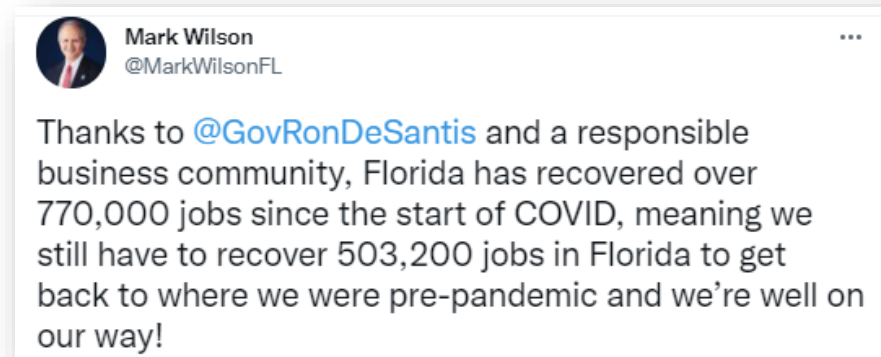 Mark Wilson
@MarkWilsonFL
Thanks to @GovRonDeSantis and a responsible
business community, Florida has recovered over
770,000 jobs since the start of COVID, meaning we
still have to recover 503,200 jobs in Florida to get
back to where we were pre-pandemic and we’re well on
our way!